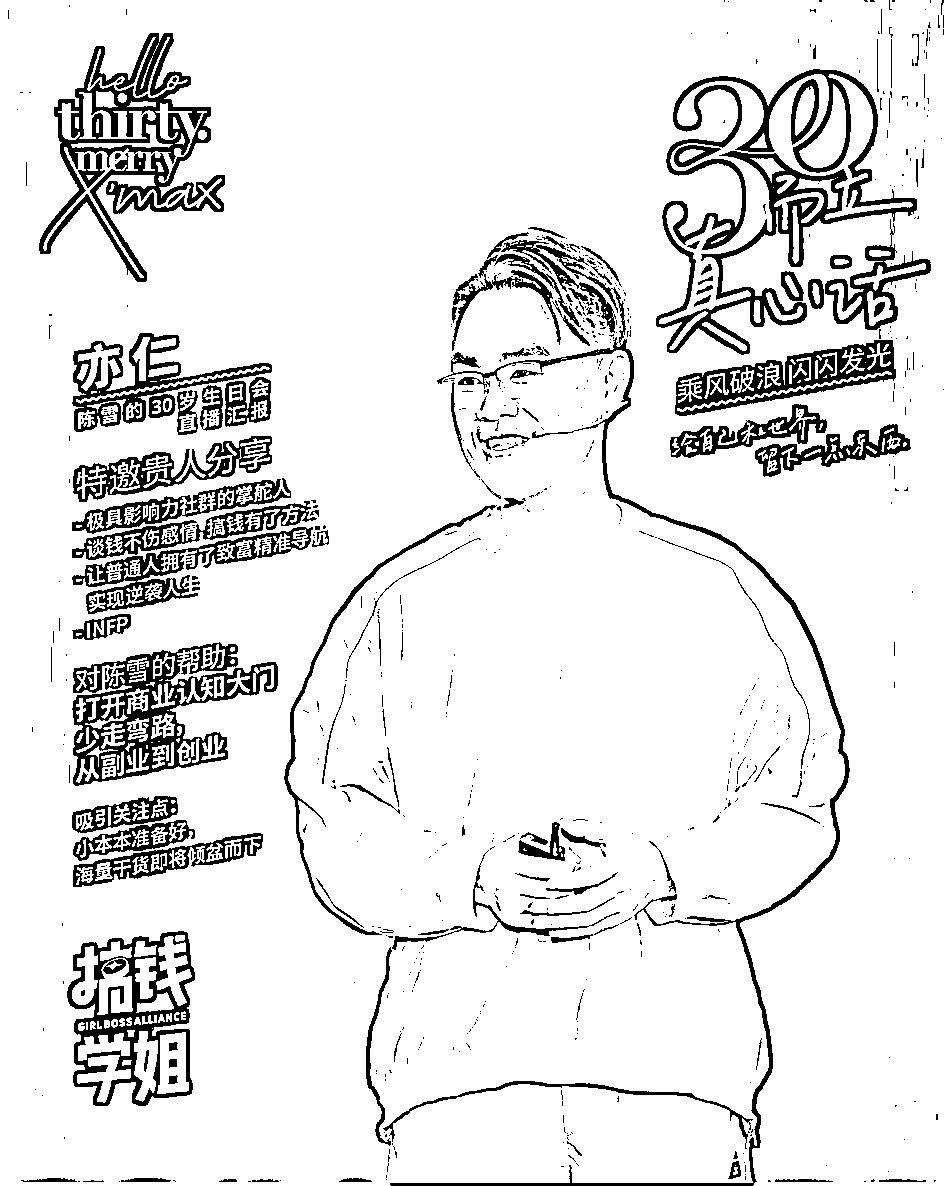 hello
thirty.
merry
X'max
30
而立
真心话
乘风破浪 闪闪发光
给自己和世界,
留下一点东西.
亦仁
陈雪的30岁生日会
直播汇报
特邀贵人分享
-极具影响力社群的掌舵人
-谈钱不伤感情 搞钱有了方法
-让普通人拥有了致富精准导航
实现逆袭人生
-INFP
对陈雪的帮助:
打开商业认知大门
少走弯路,
从副业到创业
吸引关注点:
小本本准备好,
海量干货即将倾盆而下
搞钱
GIRLBOSSALLIANCE
学姐